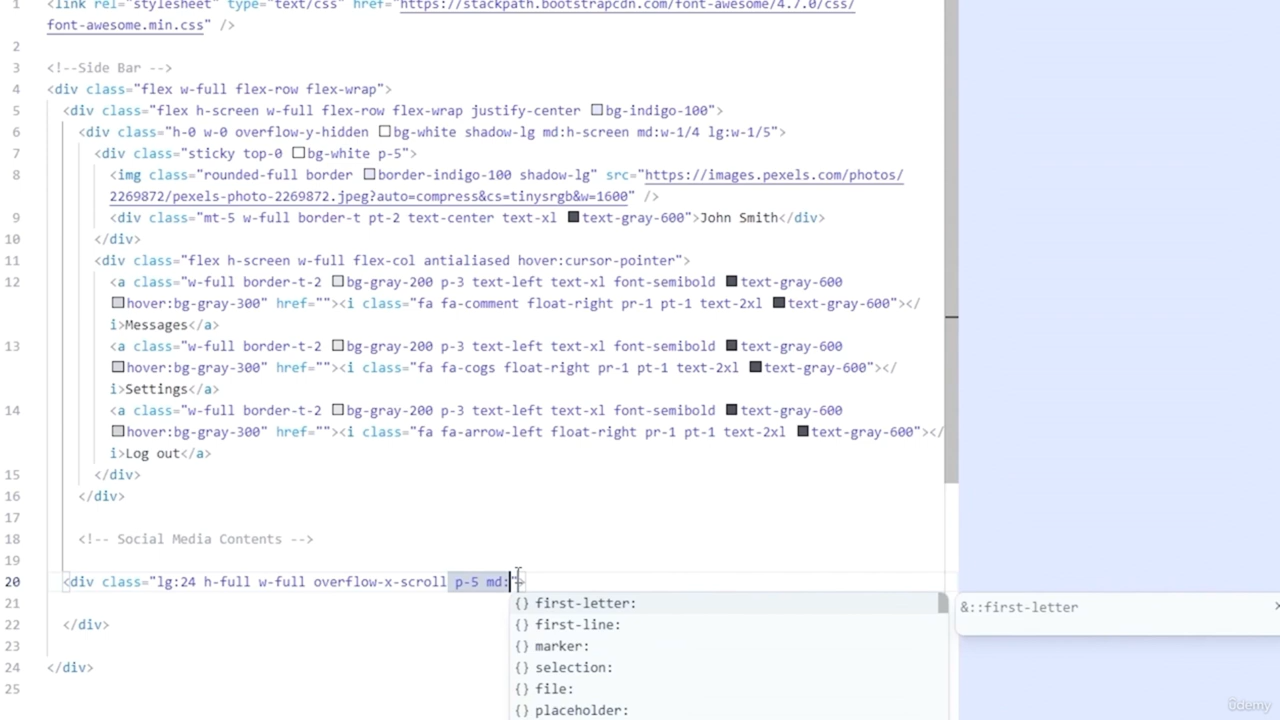 1 <link rel="stylesheet" type="text/css" href="https://stackpath.bootstrapcdn.com/font-awesome/4.7.0/css/
font-awesome.min.css" />
2
3 <!--Side Bar -->
4 <div class="flex w-full flex-row flex-wrap">
5 <div class="flex h-screen w-full flex-row flex-wrap justify-center bg-indigo-100">
6 <div class="h-0 w-0 overflow-y-hidden bg-white shadow-lg md:h-screen md:w-1/4 lg:w-1/5">
7 <div class="sticky top-0 bg-white p-5">
8 <img class="rounded-full border border-indigo-100 shadow-lg" src="https://images.pexels.com/photos/
2269872/pexels-photo-2269872.jpeg?auto=compress&cs=tinysrgb&w=1600" />
9 <div class="mt-5 w-full border-t pt-2 text-center text-xl text-gray-600">John Smith</div>
10 </div>
11 <div class="flex h-screen w-full flex-col antialiased hover:cursor-pointer">
12 <a class="w-full border-t-2 bg-gray-200 p-3 text-left text-xl font-semibold text-gray-600
hover:bg-gray-300" href=""><i class="fa fa-comment float-right pr-1 pt-1 text-2xl text-gray-600"></
i>Messages</a>
13 <a class="w-full border-t-2 bg-gray-200 p-3 text-left text-xl font-semibold text-gray-600
hover:bg-gray-300" href=""><i class="fa fa-cogs float-right pr-1 pt-1 text-2xl text-gray-600"></
i>Settings</a>
14 <a class="w-full border-t-2 bg-gray-200 p-3 text-left text-xl font-semibold text-gray-600
hover:bg-gray-300" href=""><i class="fa fa-arrow-left float-right pr-1 pt-1 text-2xl text-gray-600"></
i>Log out</a>
15 </div>
16 </div>
17
18 <!-- Social Media Contents -->
19
20 <div class="lg:24 h-full w-full overflow-x-scroll p-5 md:">
21 {} first-letter: &::first-letter
22 </div> {} first-line:
23 {} marker:
24 </div> {} selection:
25 {} file:
{} placeholder:
ûdemy